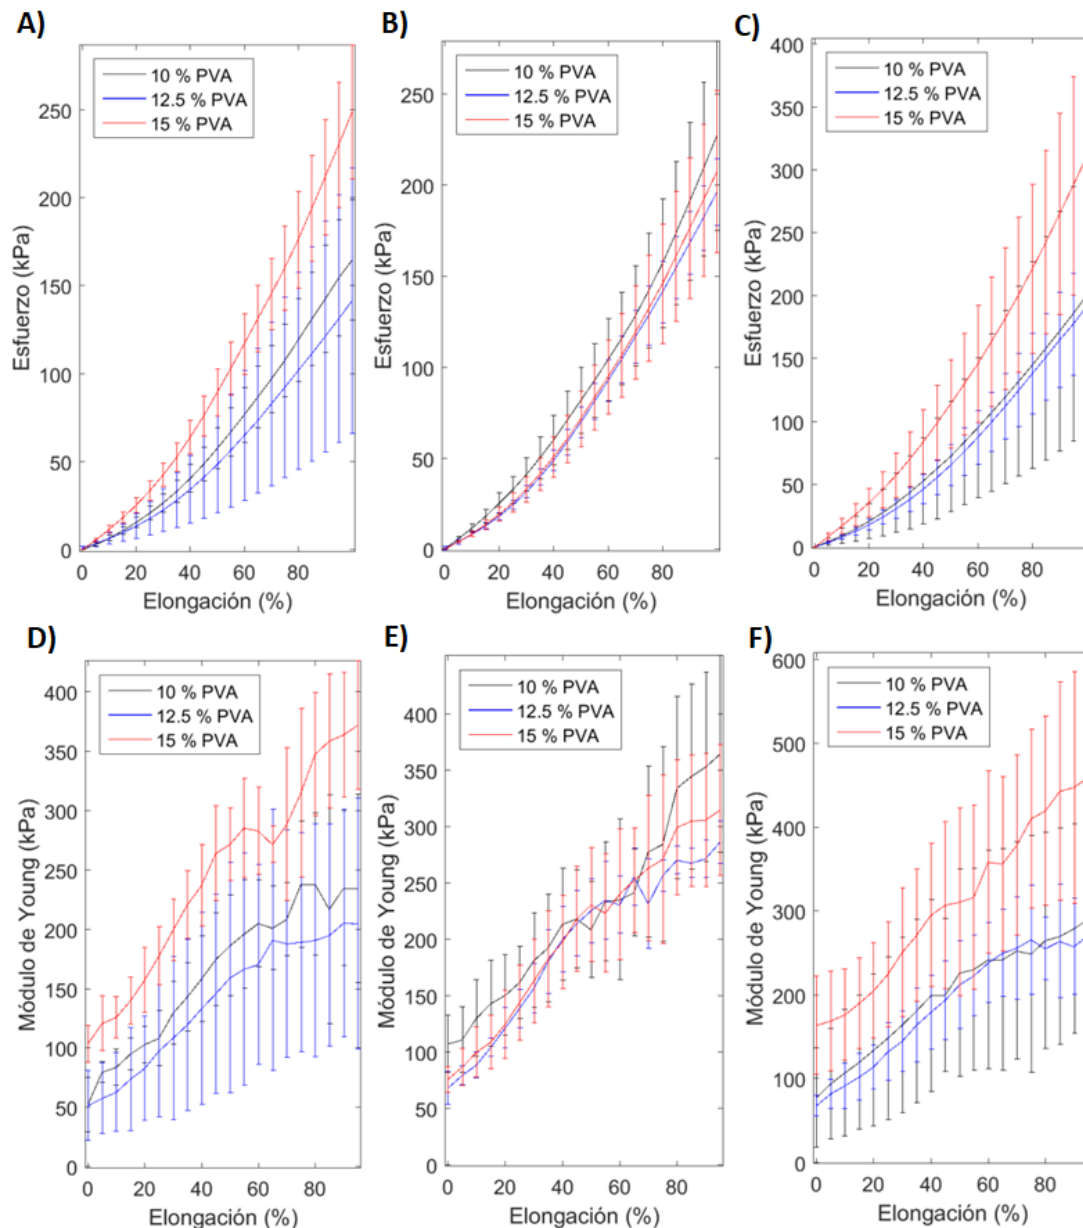 A)
10 % PVA
12.5 % PVA
15 % PVA
250
200
150
100
50
0
Esfuerzo (kPa)
0 20 40 60 80
Elongación (%)
B)
10 % PVA
12.5 % PVA
15 % PVA
250
200
150
100
50
0
Esfuerzo (kPa)
0 20 40 60 80
Elongación (%)
C)
10 % PVA
12.5 % PVA
15 % PVA
400
350
300
250
200
150
100
50
0
Esfuerzo (kPa)
0 20 40 60 80
Elongación (%)
D)
10 % PVA
12.5 % PVA
15 % PVA
400
350
300
250
200
150
100
50
0
Módulo de Young (kPa)
0 20 40 60 80
Elongación (%)
E)
10 % PVA
12.5 % PVA
15 % PVA
400
350
300
250
200
150
100
50
0
Módulo de Young (kPa)
0 20 40 60 80
Elongación (%)
F)
10 % PVA
12.5 % PVA
15 % PVA
600
500
400
300
200
100
0
Módulo de Young (kPa)
0 20 40 60 80
Elongación (%)